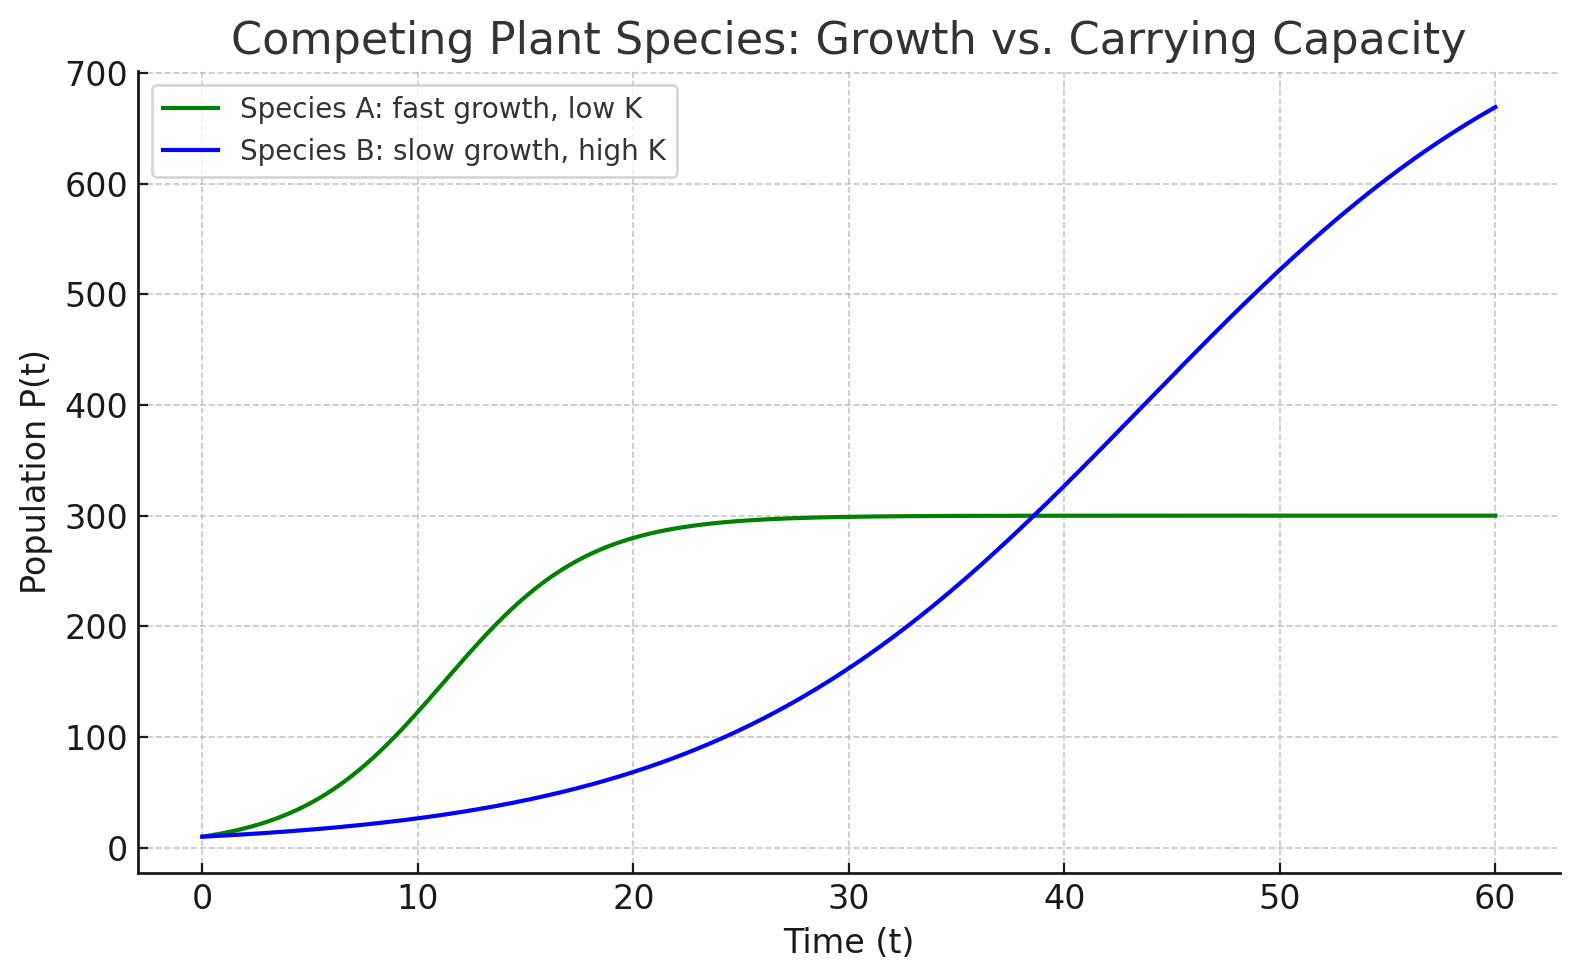 Competing Plant Species: Growth vs. Carrying Capacity
700
Species A: fast growth, low K
Species B: slow growth, high K
600
500
400
300
200
100
0
Population P(t)
0 10 20 30 40 50 60
Time (t)